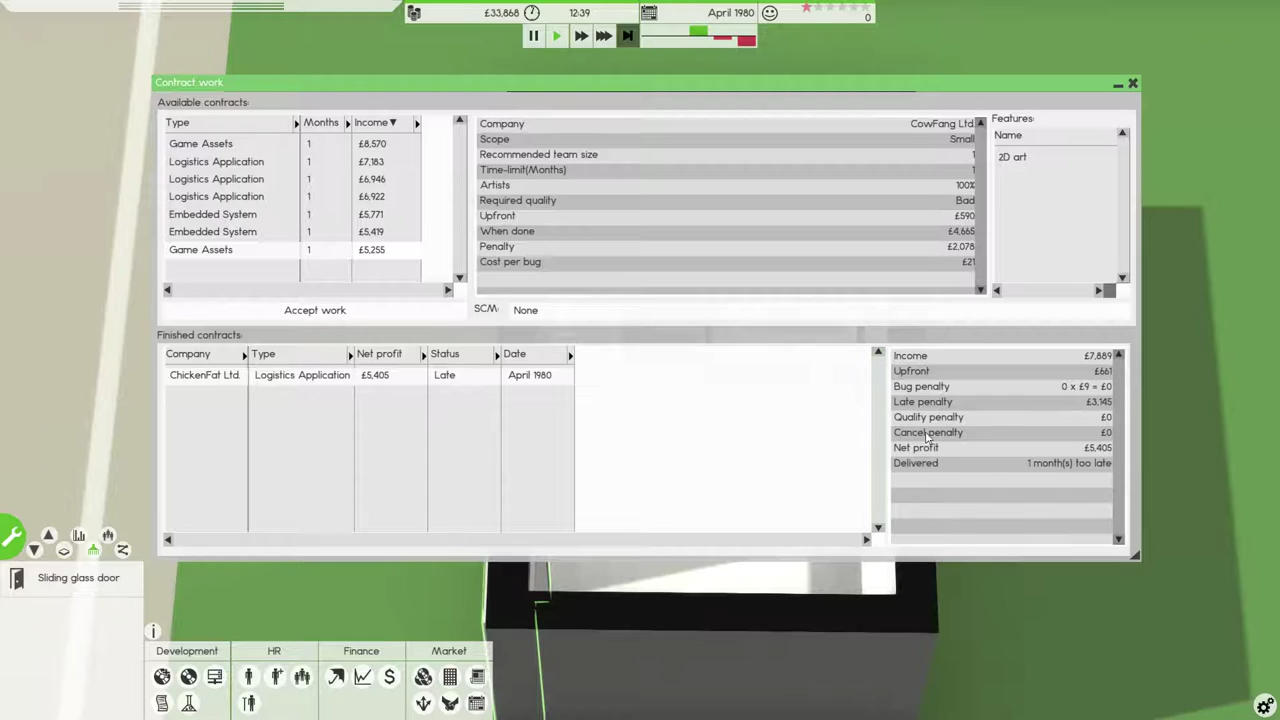 £33,868 12:39 April 1980 0
Contract work
Available contracts:
Type Months Income▼
Game Assets 1 £8,570
Logistics Application 1 £7,183
Logistics Application 1 £6,946
Logistics Application 1 £6,922
Embedded System 1 £5,771
Embedded System 1 £5,419
Game Assets 1 £5,255
Accept work
Company CowFang Ltd.
Scope Small
Recommended team size 1
Time-limit(Months) 1
Artists 100%
Required quality Bad
Upfront £590
When done £4,665
Penalty £2,078
Cost per bug £21
SCM: None
Features:
Name
2D art
Finished contracts:
Company Type Net profit Status Date
ChickenFat Ltd. Logistics Application £5,405 Late April 1980
Income £7,889
Upfront £661
Bug penalty 0 x £9 = £0
Late penalty £3,145
Quality penalty £0
Cancel penalty £0
Net profit £5,405
Delivered 1 month(s) too late
Sliding glass door
Development HR Finance Market